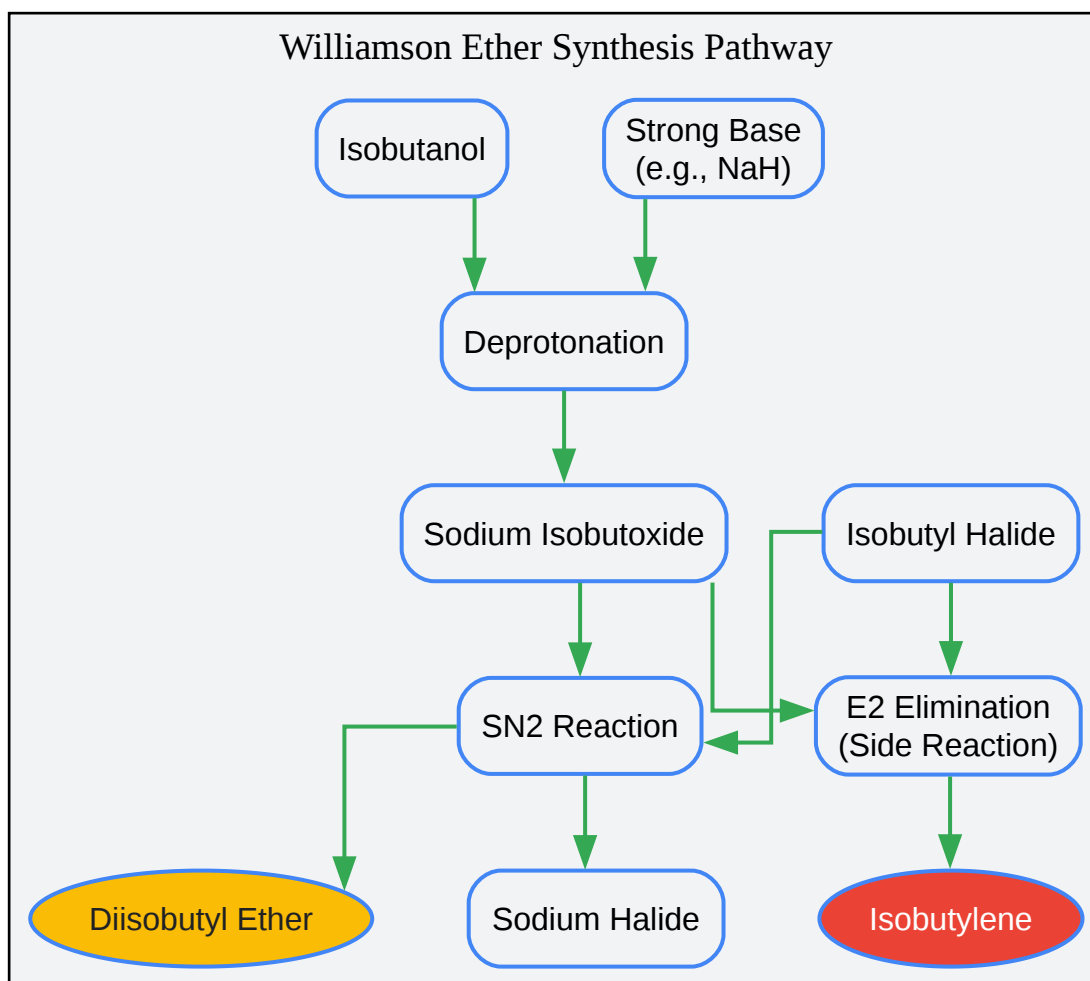 Williamson Ether Synthesis Pathway
Isobutanol
Strong Base
(e.g., NaH)
Deprotonation
Sodium Isobutoxide
Isobutyl Halide
SN2 Reaction
E2 Elimination
(Side Reaction)
Diisobutyl Ether
Sodium Halide
Isobutylene